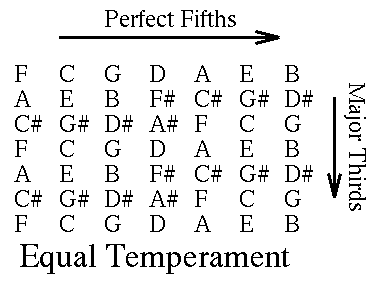 Perfect Fifths
F C G D A E B
A E B F# C# G# D#
C# G# D# A# F C G
F C G D A E B
A E B F# C# G# D#
C# G# D# A# F C G
F C G D A E B
Major Thirds
Equal Temperament